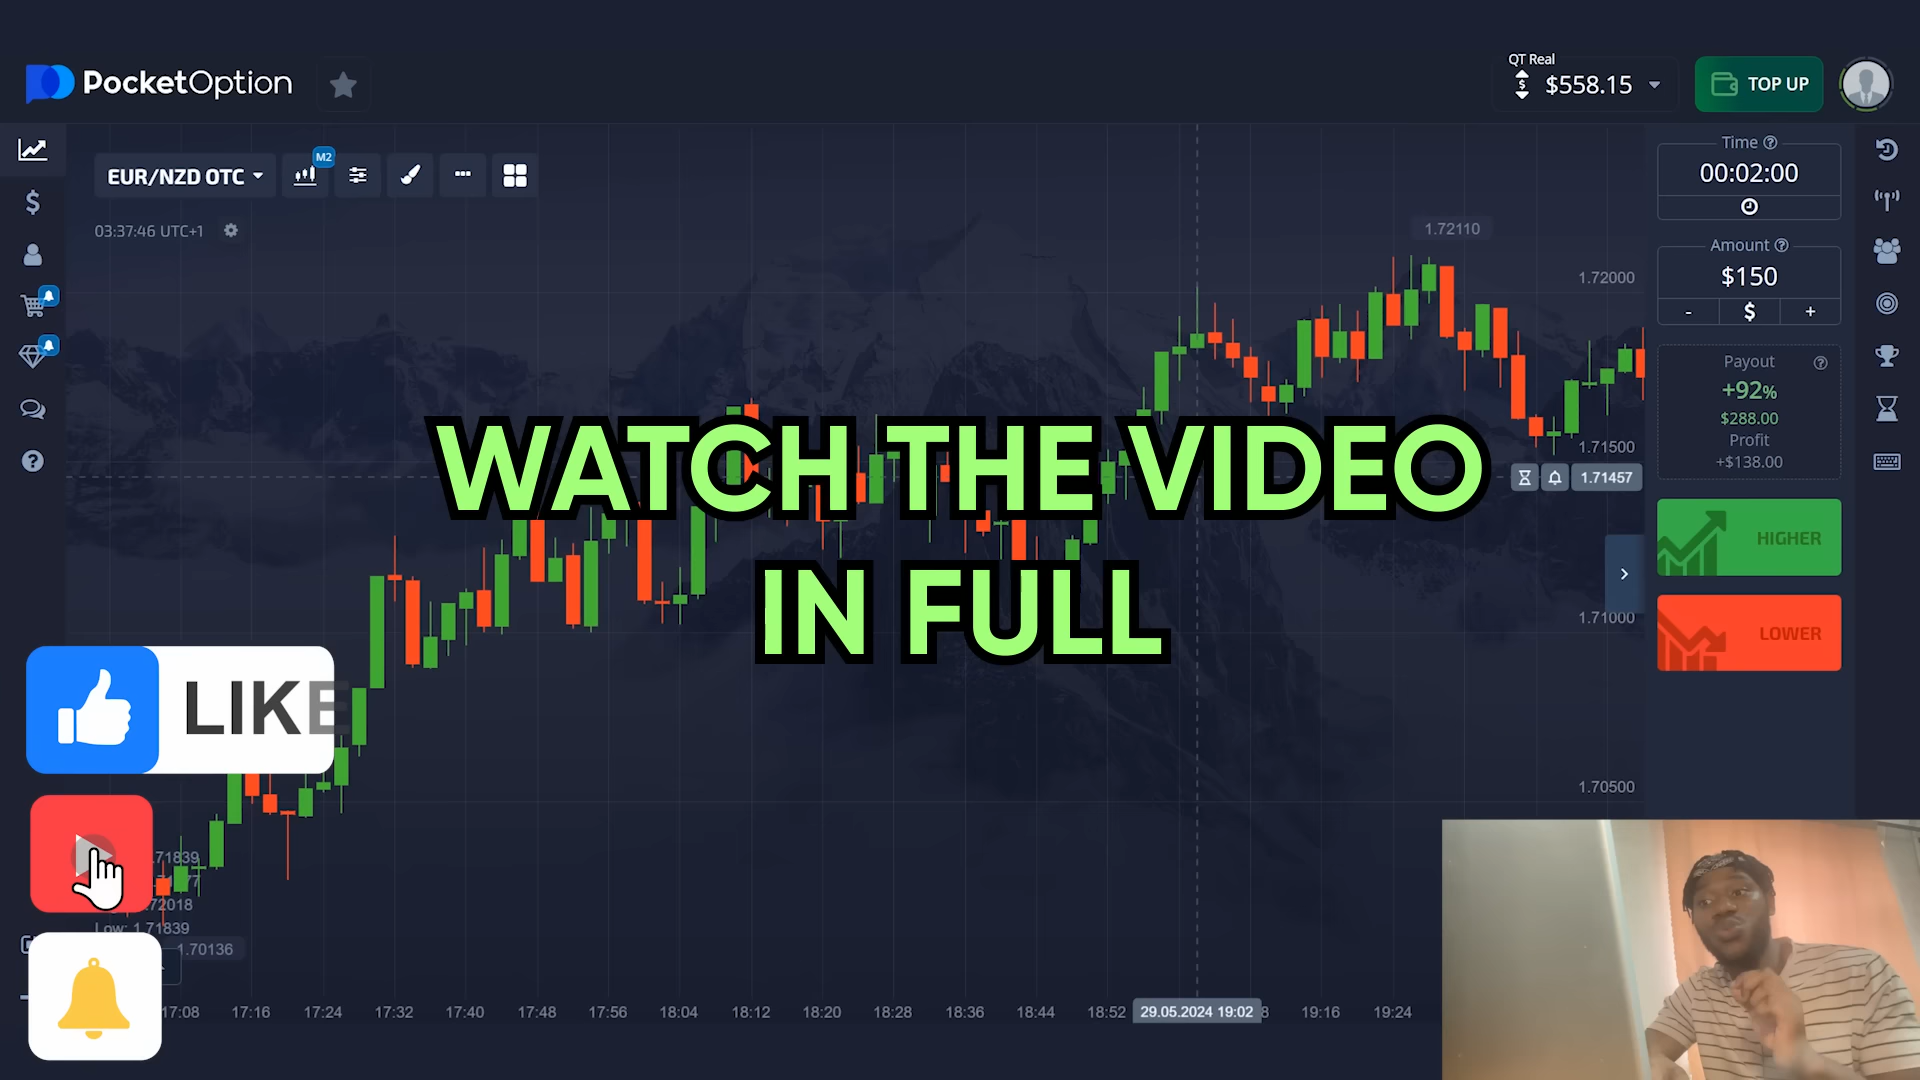 PocketOption
QT Real
$558.15
TOP UP
EUR/NZD OTC
M2
03:37:46 UTC+1
Time
00:02:00
Amount
$150
- $ +
Payout
+92%
$288.00
Profit
+$138.00
HIGHER
LOWER
1.72110
1.72000
1.71500
1.71457
1.71000
1.70500
WATCH THE VIDEO
IN FULL
LIKE
.71839
.72018
Low: 1.71839
1.70136
17:08 17:16 17:24 17:32 17:40 17:48 17:56 18:04 18:12 18:20 18:28 18:36 18:44 18:52 29.05.2024 19:02 8 19:16 19:24